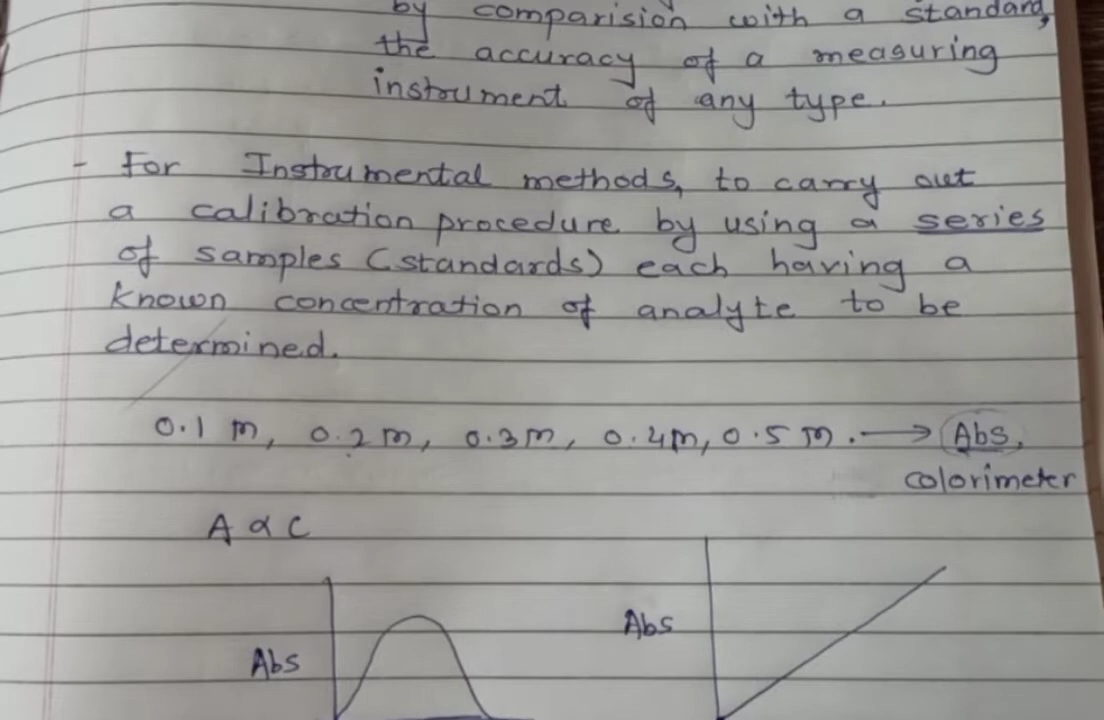 by comparision with a standard,
the accuracy of a measuring
instrument of any type.
- For Instrumental methods, to carry out
a calibration procedure by using a series
of samples (standards) each having a
known concentration of analyte to be
determined.
0.1 m, 0.2 m, 0.3 m, 0.4 m, 0.5 m. → Abs.
colorimeter
A ∝ C
Abs
Abs